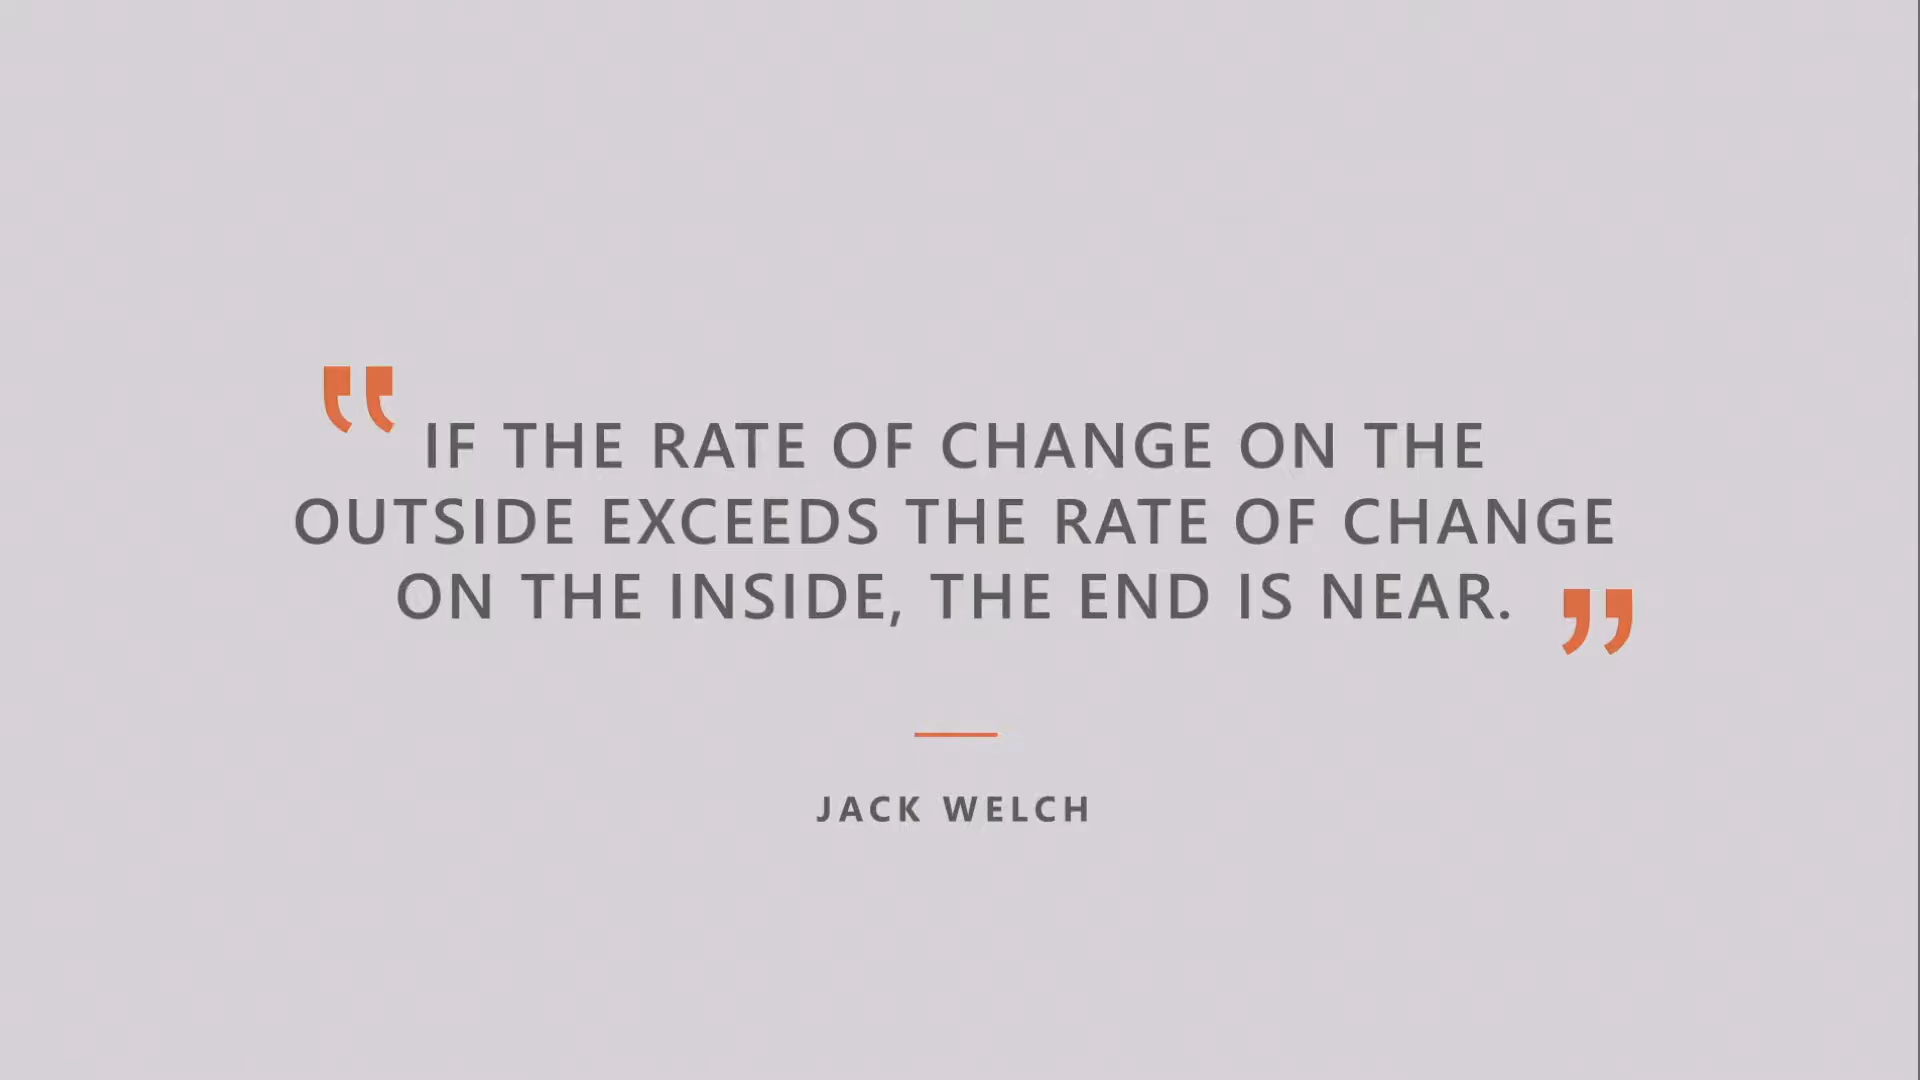 “IF THE RATE OF CHANGE ON THE
OUTSIDE EXCEEDS THE RATE OF CHANGE
ON THE INSIDE, THE END IS NEAR.”
JACK WELCH